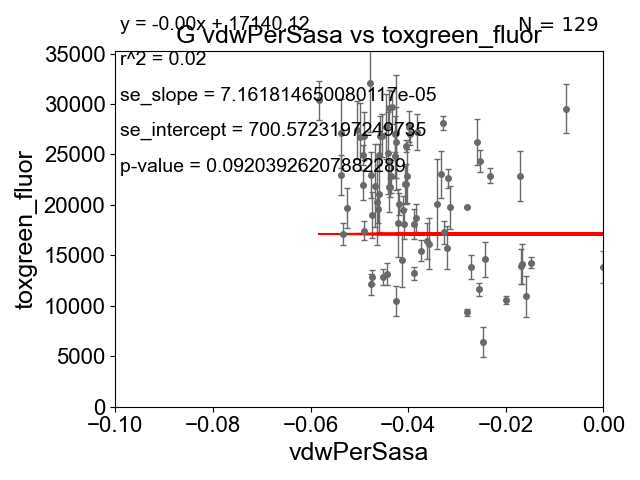 y = -0.00x + 17140.12
N = 129
G vdwPerSasa vs toxgreen_fluor
r^2 = 0.02
se_slope = 7.161814650080117e-05
se_intercept = 700.5723197249735
p-value = 0.09203926207882289
toxgreen_fluor
35000
30000
25000
20000
15000
10000
5000
0
−0.10
−0.08
−0.06
−0.04
−0.02
0.00
vdwPerSasa